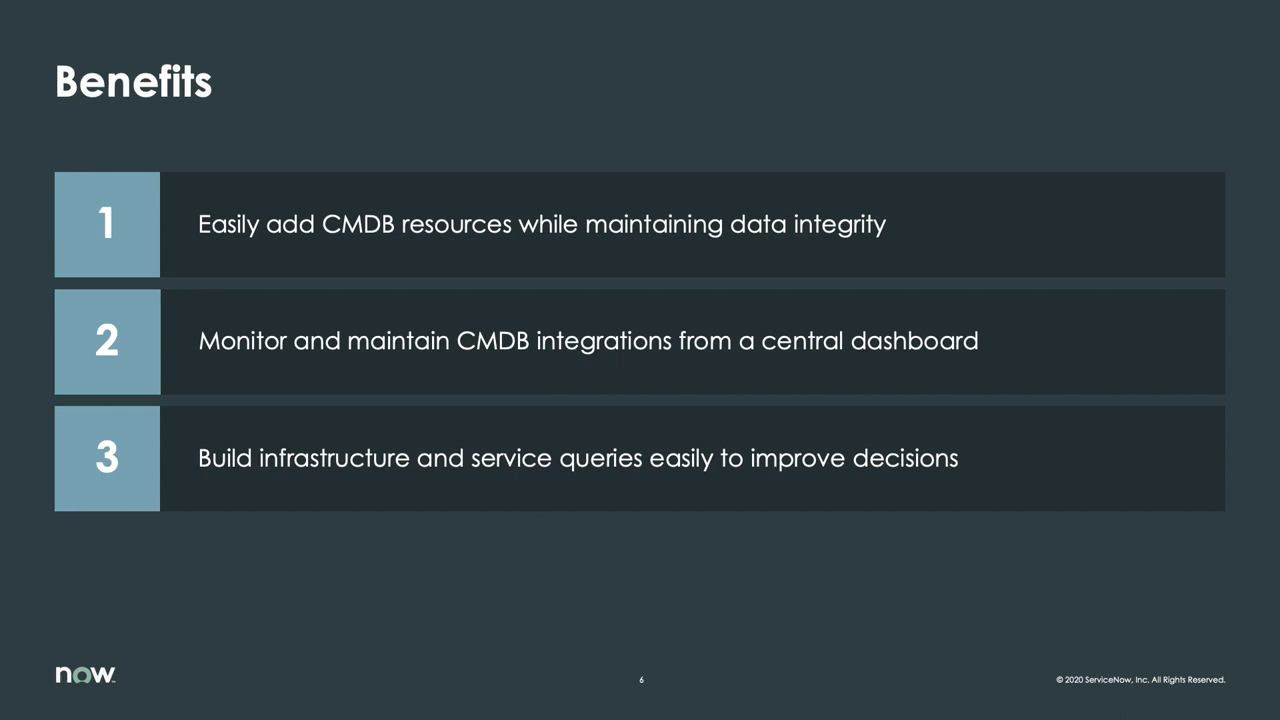 Benefits
1
Easily add CMDB resources while maintaining data integrity
2
Monitor and maintain CMDB integrations from a central dashboard
3
Build infrastructure and service queries easily to improve decisions
now™
6
© 2020 ServiceNow, Inc. All Rights Reserved.